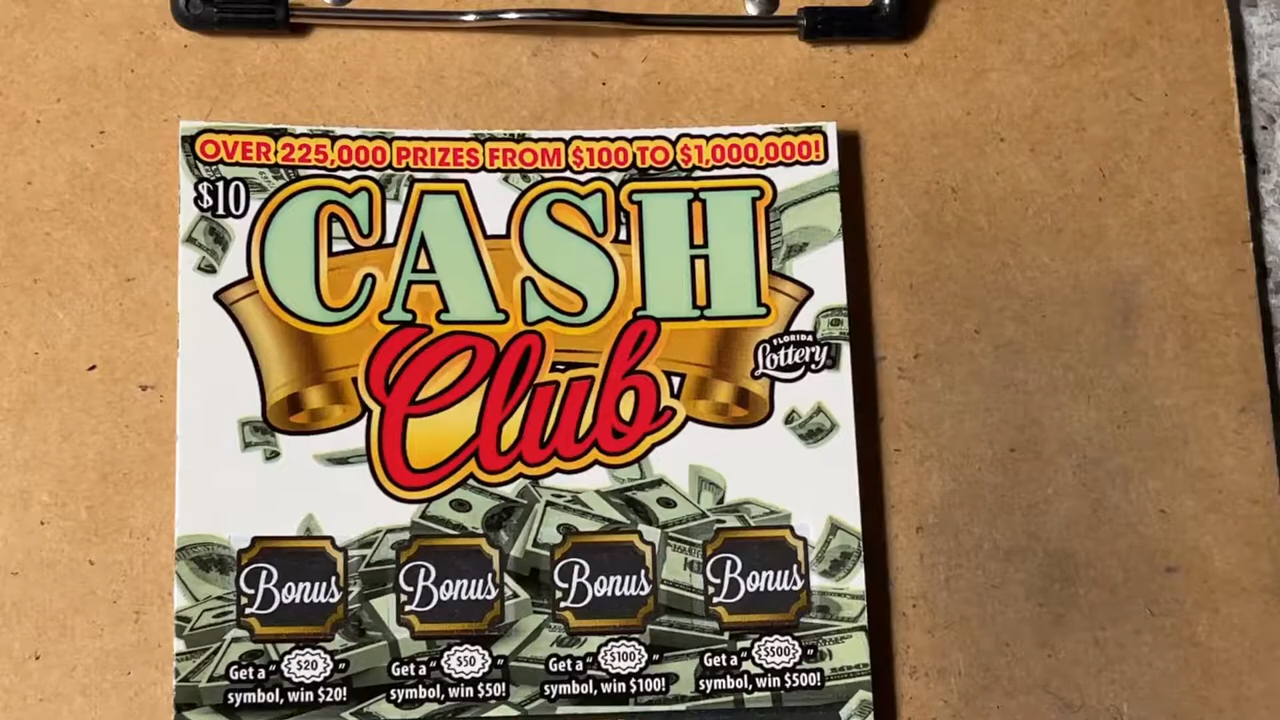 OVER 225,000 PRIZES FROM $100 TO $1,000,000!
$10
CASH
Club
FLORIDA
Lottery
Bonus Bonus Bonus Bonus
Get a "$20" symbol, win $20!
Get a "$50" symbol, win $50!
Get a "$100" symbol, win $100!
Get a "$500" symbol, win $500!